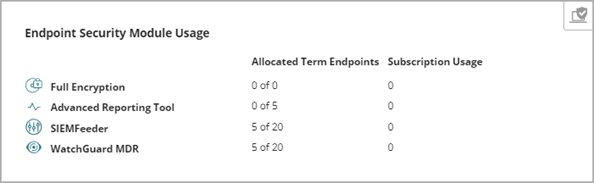 Endpoint Security Module Usage
Allocated Term Endpoints Subscription Usage
Full Encryption 0 of 0 0
Advanced Reporting Tool 0 of 5 0
SIEMFeeder 5 of 20 0
WatchGuard MDR 5 of 20 0